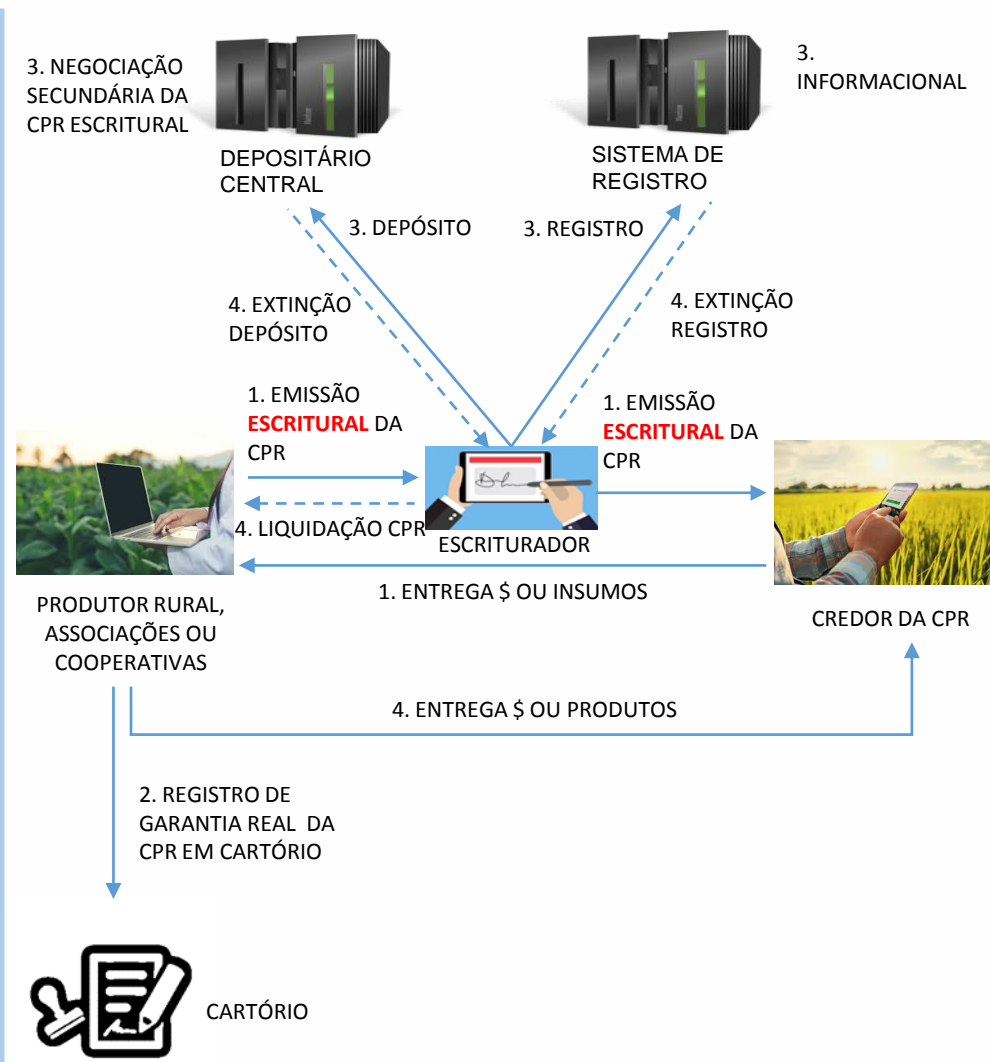 3. NEGOCIAÇÃO
SECUNDÁRIA DA
CPR ESCRITURAL
3.
INFORMACIONAL
DEPOSITÁRIO
CENTRAL
SISTEMA DE
REGISTRO
3. DEPÓSITO
3. REGISTRO
4. EXTINÇÃO
DEPÓSITO
4. EXTINÇÃO
REGISTRO
1. EMISSÃO
ESCRITURAL DA
CPR
1. EMISSÃO
ESCRITURAL DA
CPR
4. LIQUIDAÇÃO CPR
ESCRITURADOR
1. ENTREGA $ OU INSUMOS
PRODUTOR RURAL,
ASSOCIAÇÕES OU
COOPERATIVAS
CREDOR DA CPR
4. ENTREGA $ OU PRODUTOS
2. REGISTRO DE
GARANTIA REAL  DA
CPR EM CARTÓRIO
CARTÓRIO